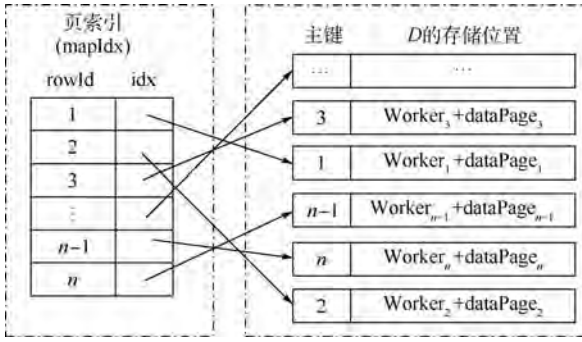 页索引
(mapIdx)
rowId idx
1
2
3
⋮
n-1
n
主键 D的存储位置
… …
3 Worker₃+dataPage₃
1 Worker₁+dataPage₁
n-1 Workerₙ₋₁+dataPageₙ₋₁
n Workerₙ+dataPageₙ
2 Worker₂+dataPage₂